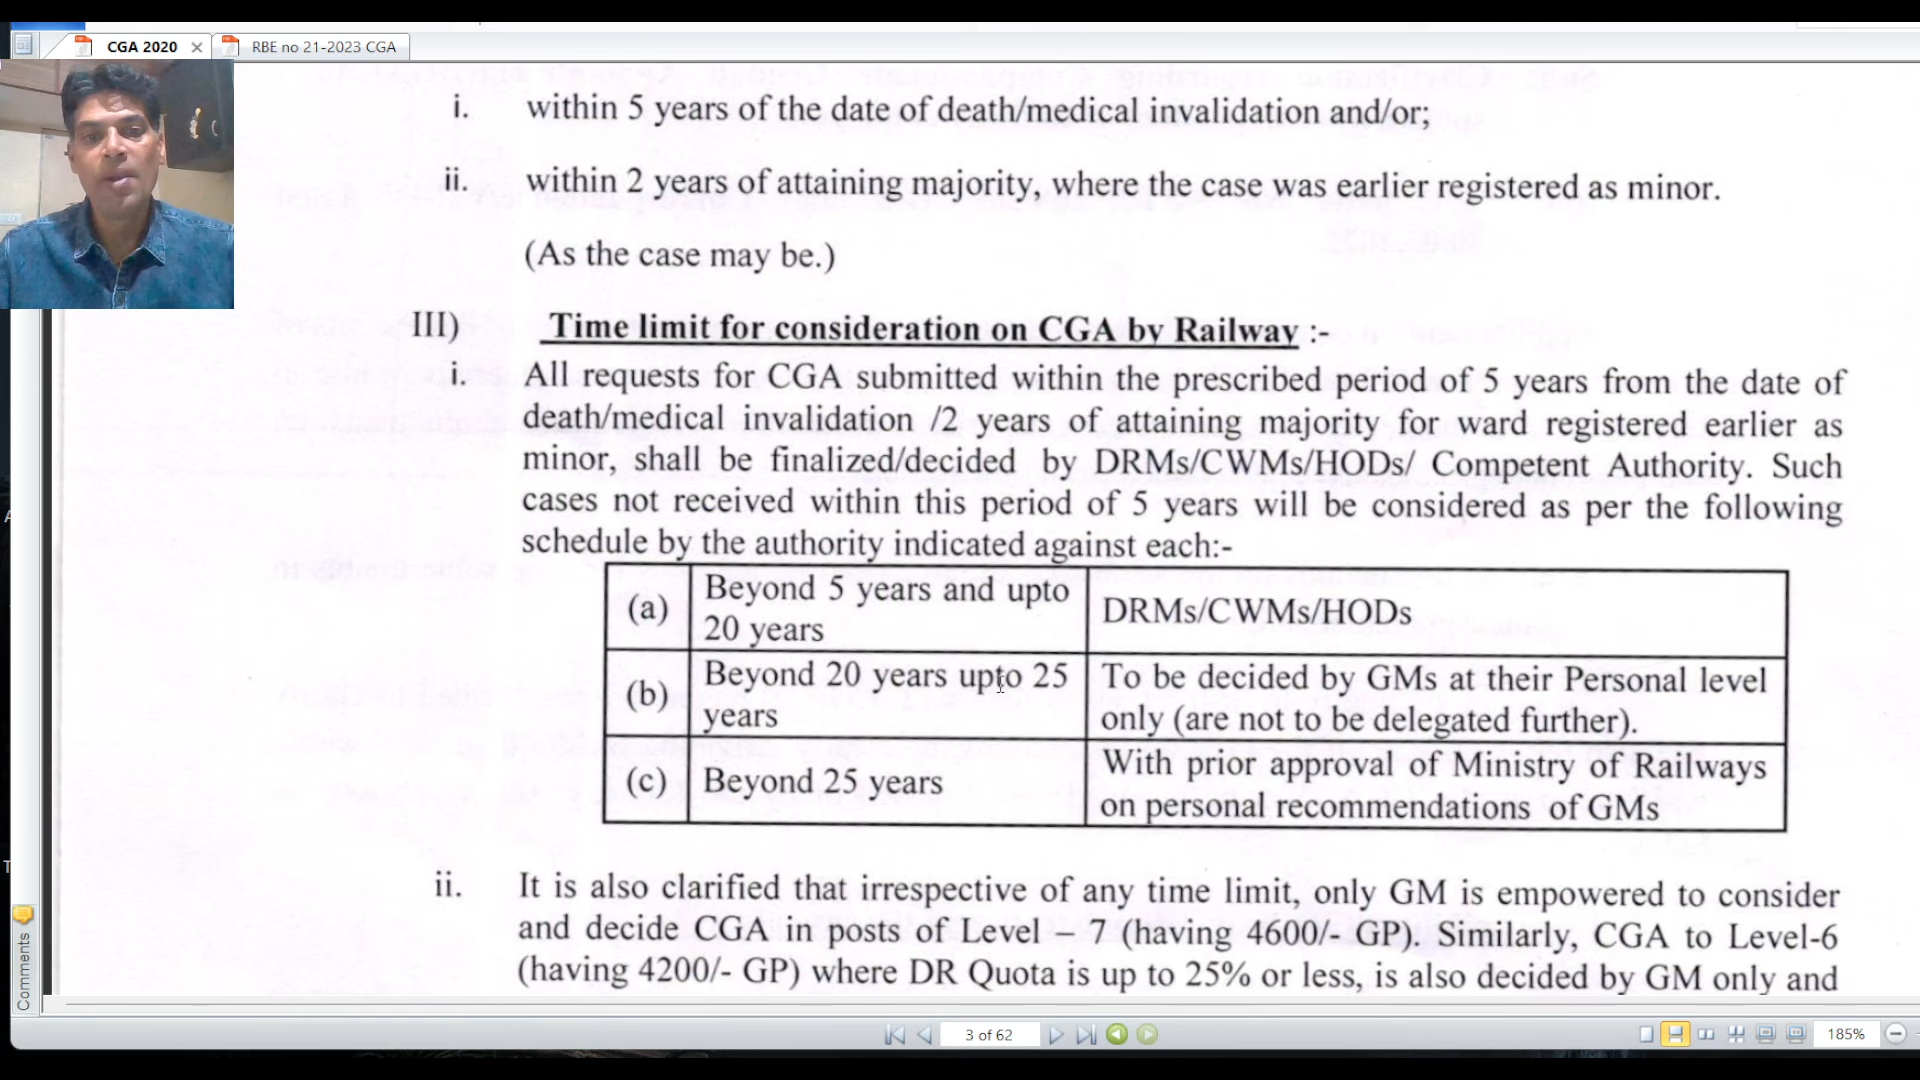 CGA 2020
RBE no 21-2023 CGA
i. within 5 years of the date of death/medical invalidation and/or;
ii. within 2 years of attaining majority, where the case was earlier registered as minor.
(As the case may be.)
III) Time limit for consideration on CGA by Railway :-
i. All requests for CGA submitted within the prescribed period of 5 years from the date of
death/medical invalidation /2 years of attaining majority for ward registered earlier as
minor, shall be finalized/decided by DRMs/CWMs/HODs/ Competent Authority. Such
cases not received within this period of 5 years will be considered as per the following
schedule by the authority indicated against each:-
(a) Beyond 5 years and upto
20 years
DRMs/CWMs/HODs
(b) Beyond 20 years upto 25
years
To be decided by GMs at their Personal level
only (are not to be delegated further).
(c) Beyond 25 years
With prior approval of Ministry of Railways
on personal recommendations of GMs
ii. It is also clarified that irrespective of any time limit, only GM is empowered to consider
and decide CGA in posts of Level – 7 (having 4600/- GP). Similarly, CGA to Level-6
(having 4200/- GP) where DR Quota is up to 25% or less, is also decided by GM only and
Comments
3 of 62
185%